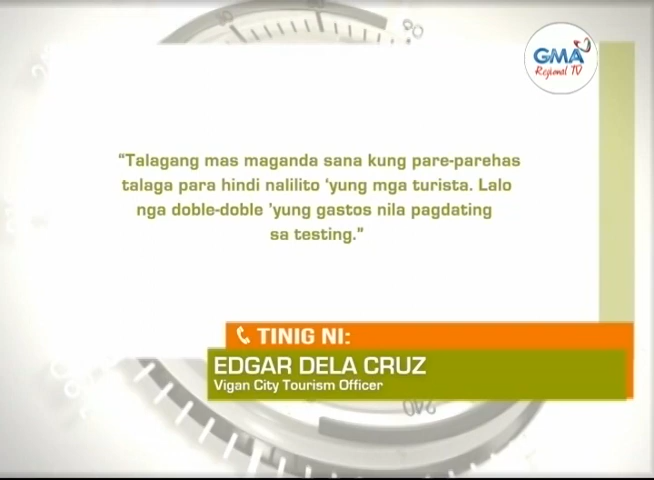 GMA
Regional TV
"Talagang mas maganda sana kung pare-parehas
talaga para hindi nalilito 'yung mga turista. Lalo
nga doble-doble 'yung gastos nila pagdating
sa testing."
TINIG NI:
EDGAR DELA CRUZ
Vigan City Tourism Officer
240